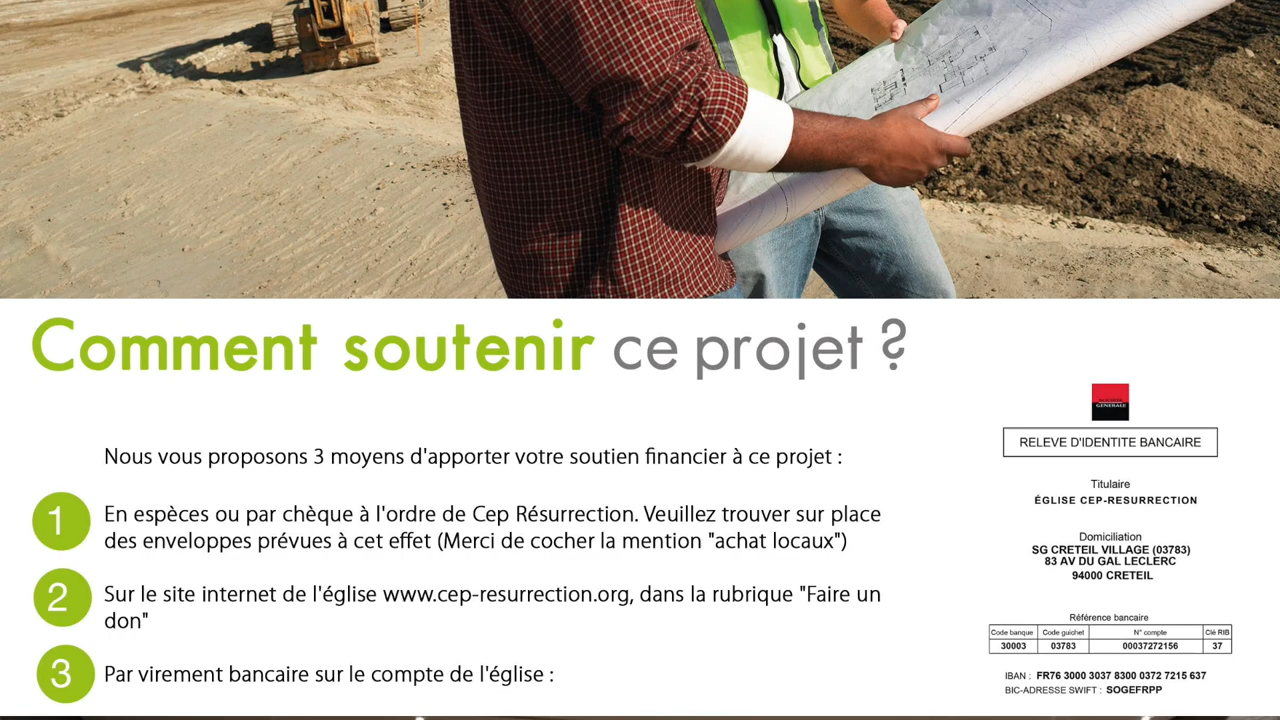 Comment soutenir ce projet ?
Nous vous proposons 3 moyens d'apporter votre soutien financier à ce projet :
1
En espèces ou par chèque à l'ordre de Cep Résurrection. Veuillez trouver sur place
des enveloppes prévues à cet effet (Merci de cocher la mention "achat locaux")
2
Sur le site internet de l'église www.cep-resurrection.org, dans la rubrique "Faire un
don"
3
Par virement bancaire sur le compte de l'église :
SOCIETE
GENERALE
RELEVE D'IDENTITE BANCAIRE
Titulaire
ÉGLISE CEP-RESURRECTION
Domiciliation
SG CRETEIL VILLAGE (03783)
83 AV DU GAL LECLERC
94000 CRETEIL
Référence bancaire
Code banque Code guichet N° compte Clé RIB
30003 03783 00037272156 37
IBAN : FR76 3000 3037 8300 0372 7215 637
BIC-ADRESSE SWIFT : SOGEFRPP